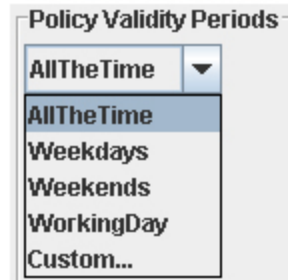 Policy Validity Periods
AllTheTime
AllTheTime
Weekdays
Weekends
WorkingDay
Custom...